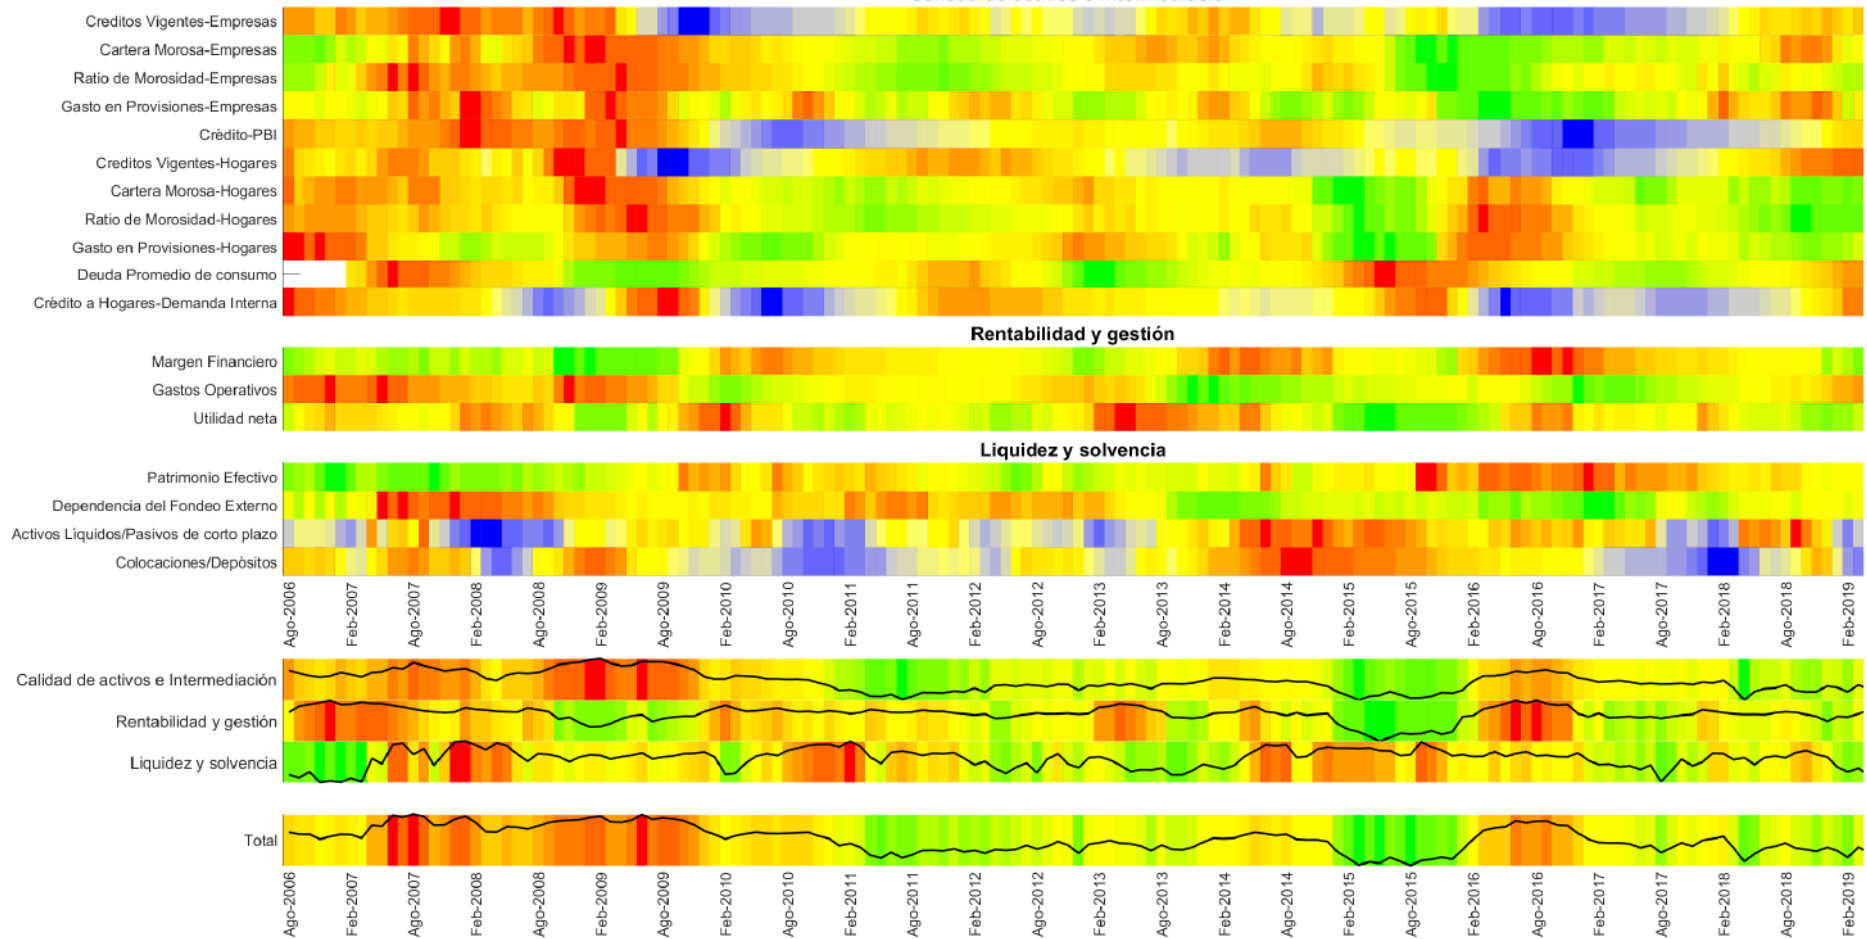 Calidad de activos e Intermediación
Creditos Vigentes-Empresas
Cartera Morosa-Empresas
Ratio de Morosidad-Empresas
Gasto en Provisiones-Empresas
Crédito-PBI
Creditos Vigentes-Hogares
Cartera Morosa-Hogares
Ratio de Morosidad-Hogares
Gasto en Provisiones-Hogares
Deuda Promedio de consumo
Crédito a Hogares-Demanda Interna
Rentabilidad y gestión
Margen Financiero
Gastos Operativos
Utilidad neta
Liquidez y solvencia
Patrimonio Efectivo
Dependencia del Fondeo Externo
Activos Líquidos/Pasivos de corto plazo
Colocaciones/Depósitos
Ago-2006
Feb-2007
Ago-2007
Feb-2008
Ago-2008
Feb-2009
Ago-2009
Feb-2010
Ago-2010
Feb-2011
Ago-2011
Feb-2012
Ago-2012
Feb-2013
Ago-2013
Feb-2014
Ago-2014
Feb-2015
Ago-2015
Feb-2016
Ago-2016
Feb-2017
Ago-2017
Feb-2018
Ago-2018
Feb-2019
Calidad de activos e Intermediación
Rentabilidad y gestión
Liquidez y solvencia
Total
Ago-2006
Feb-2007
Ago-2007
Feb-2008
Ago-2008
Feb-2009
Ago-2009
Feb-2010
Ago-2010
Feb-2011
Ago-2011
Feb-2012
Ago-2012
Feb-2013
Ago-2013
Feb-2014
Ago-2014
Feb-2015
Ago-2015
Feb-2016
Ago-2016
Feb-2017
Ago-2017
Feb-2018
Ago-2018
Feb-2019